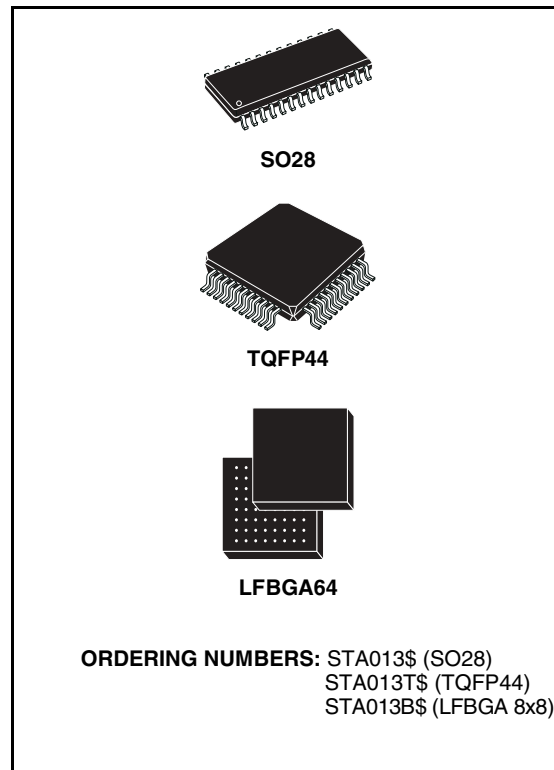 SO28
TQFP44
LFBGA64
ORDERING NUMBERS: STA013$ (SO28)
STA013T$ (TQFP44)
STA013B$ (LFBGA 8x8)